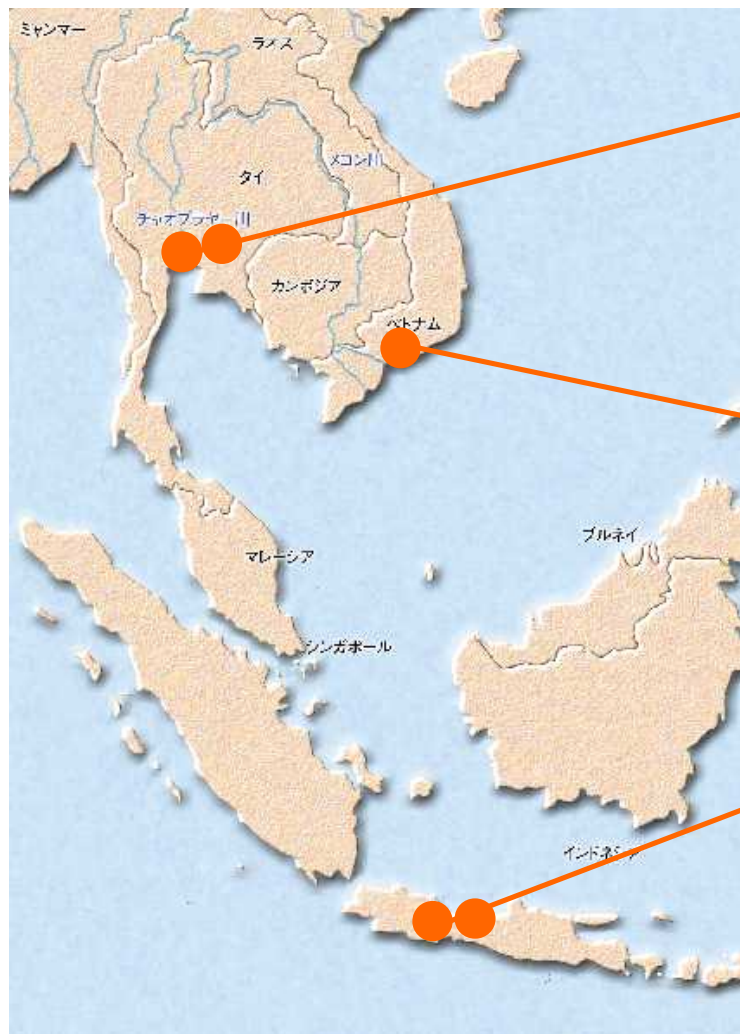 ミャンマー
ラオス
メコン川
タイ
チャオプラヤー川
カンボジア
ベトナム
ブルネイ
マレーシア
シンガポール
インドネシア